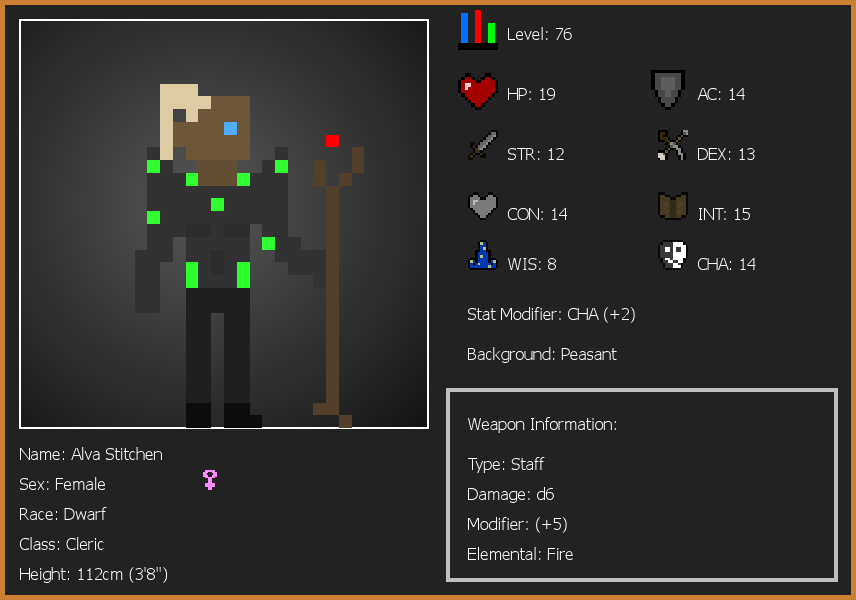 Level: 76
HP: 19
AC: 14
STR: 12
DEX: 13
CON: 14
INT: 15
WIS: 8
CHA: 14
Stat Modifier: CHA (+2)
Background: Peasant
Weapon Information:
Type: Staff
Damage: d6
Modifier: (+5)
Elemental: Fire
Name: Alva Stitchen
Sex: Female
Race: Dwarf
Class: Cleric
Height: 112cm (3'8")